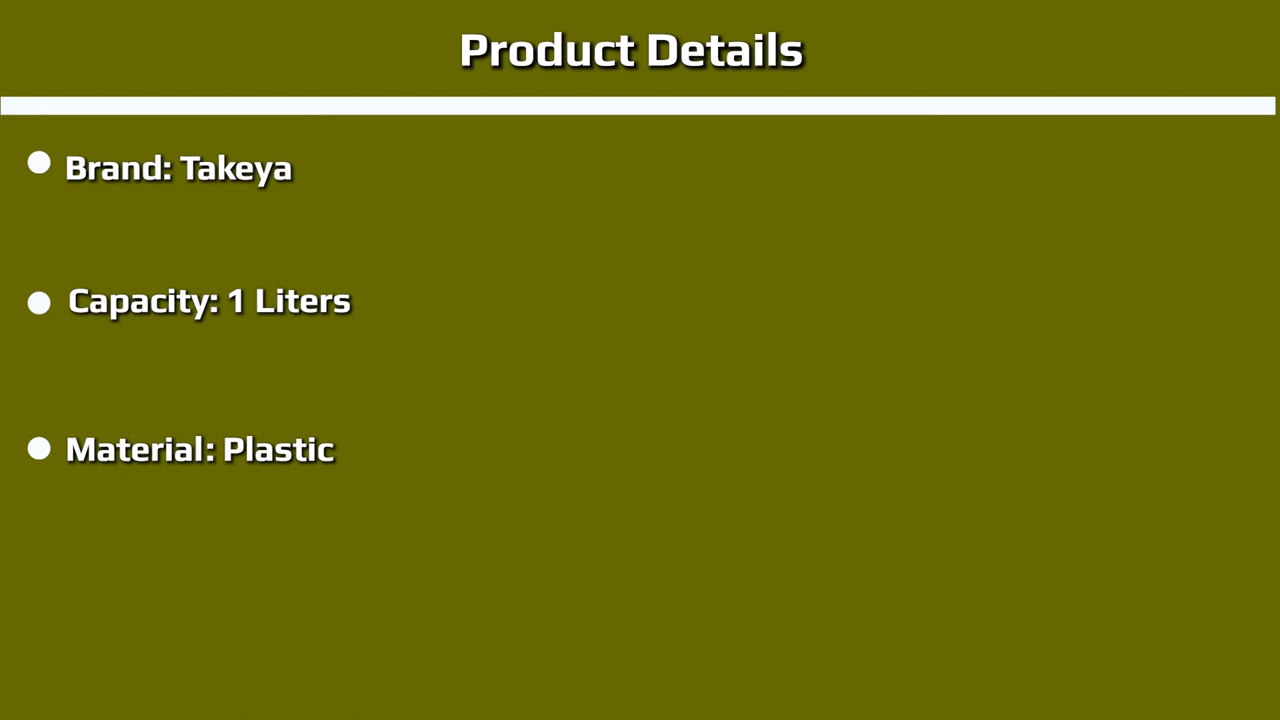 Product Details
Brand: Takeya
Capacity: 1 Liters
Material: Plastic